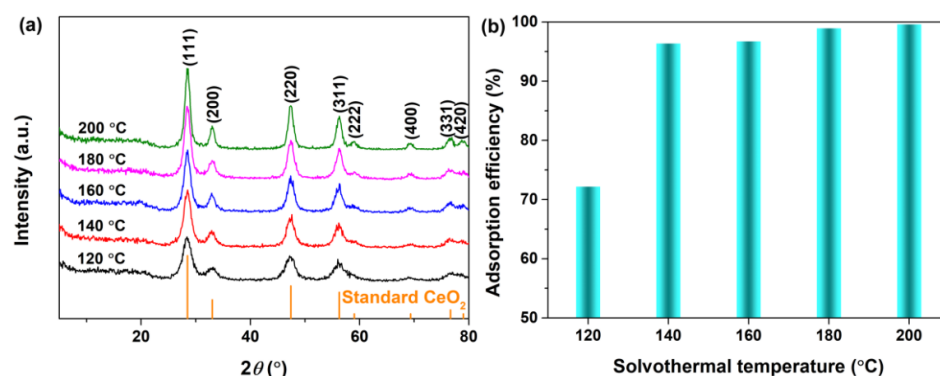 (a)
Intensity (a.u.)
(111)
(200)
(220)
(311)
(222)
(400)
(331)
(420)
200 °C
180 °C
160 °C
140 °C
120 °C
Standard CeO₂
20 40 60 80
2θ (°)
(b)
Adsorption efficiency (%)
100
90
80
70
60
50
120 140 160 180 200
Solvothermal temperature (°C)